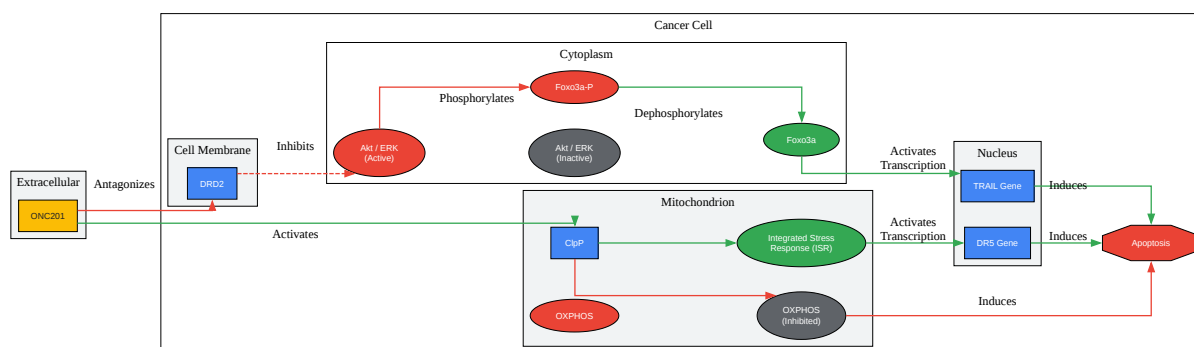 Cancer Cell
Cytoplasm
Foxo3a-P
Phosphorylates
Dephosphorylates
Akt / ERK
(Active)
Akt / ERK
(Inactive)
Foxo3a
Cell Membrane
Inhibits
DRD2
Extracellular
Antagonizes
ONC201
Activates
Activates
Transcription
Nucleus
TRAIL Gene
Induces
Mitochondrion
ClpP
Integrated Stress
Response (ISR)
Activates
Transcription
DR5 Gene
Induces
Apoptosis
OXPHOS
OXPHOS
(Inhibited)
Induces